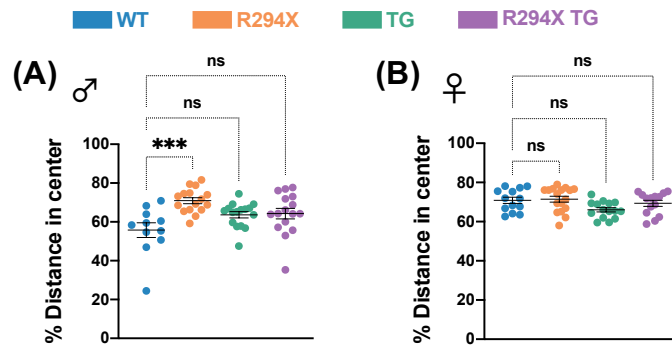 WT R294X TG R294X TG
(A) ♂
ns
ns
***
% Distance in center
100
80
60
40
20
0
(B) ♀
ns
ns
ns
% Distance in center
100
80
60
40
20
0